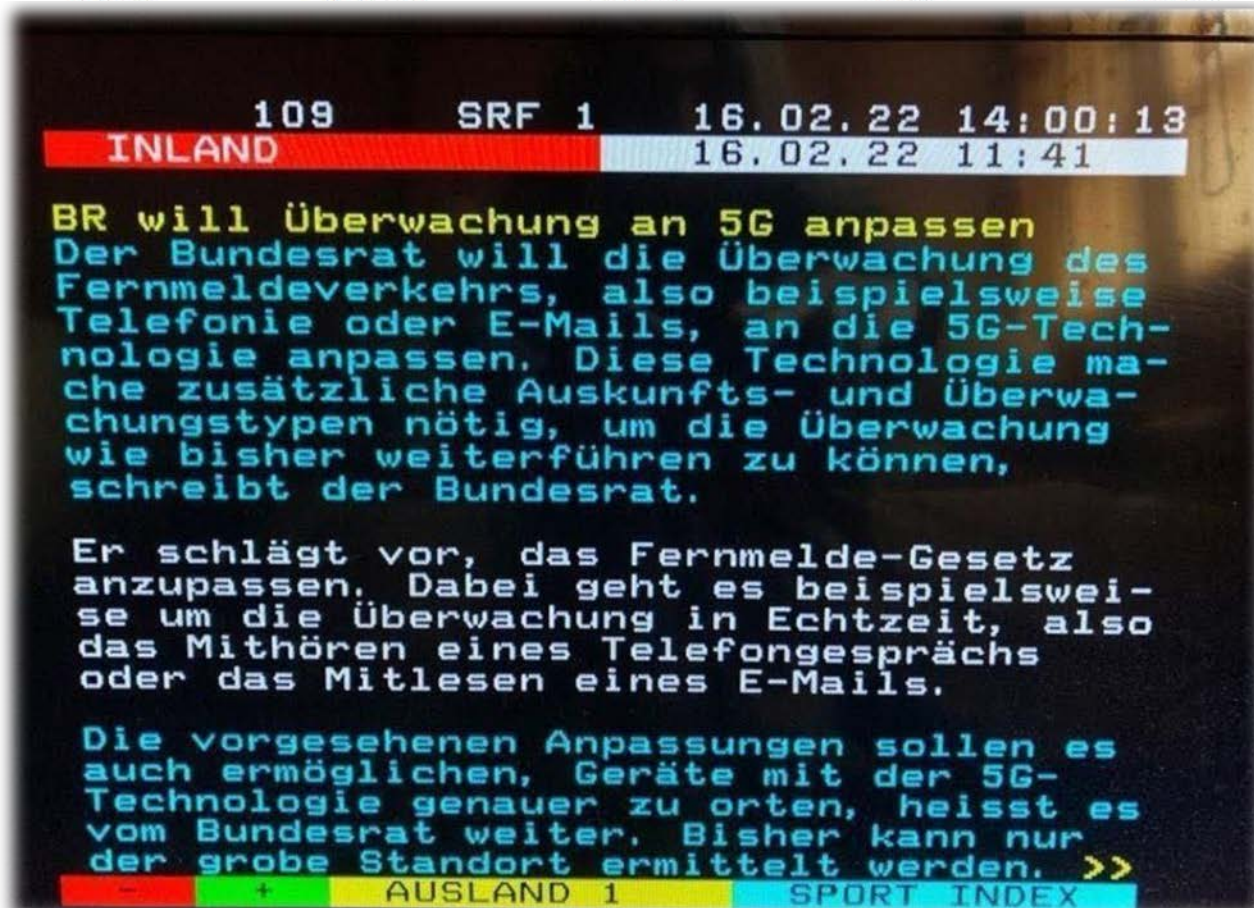 109 SRF 1 16.02.22 14:00:13
INLAND 16.02.22 11:41
BR will Überwachung an 5G anpassen
Der Bundesrat will die Überwachung des
Fernmeldeverkehrs, also beispielsweise
Telefonie oder E-Mails, an die 5G-Tech-
nologie anpassen. Diese Technologie ma-
che zusätzliche Auskunfts- und Überwa-
chungstypen nötig, um die Überwachung
wie bisher weiterführen zu können,
schreibt der Bundesrat.
Er schlägt vor, das Fernmelde-Gesetz
anzupassen. Dabei geht es beispielswei-
se um die Überwachung in Echtzeit, also
das Mithören eines Telefongesprächs
oder das Mitlesen eines E-Mails.
Die vorgesehenen Anpassungen sollen es
auch ermöglichen, Geräte mit der 5G-
Technologie genauer zu orten, heisst es
vom Bundesrat weiter. Bisher kann nur
der grobe Standort ermittelt werden. >>
- + AUSLAND 1 SPORT INDEX